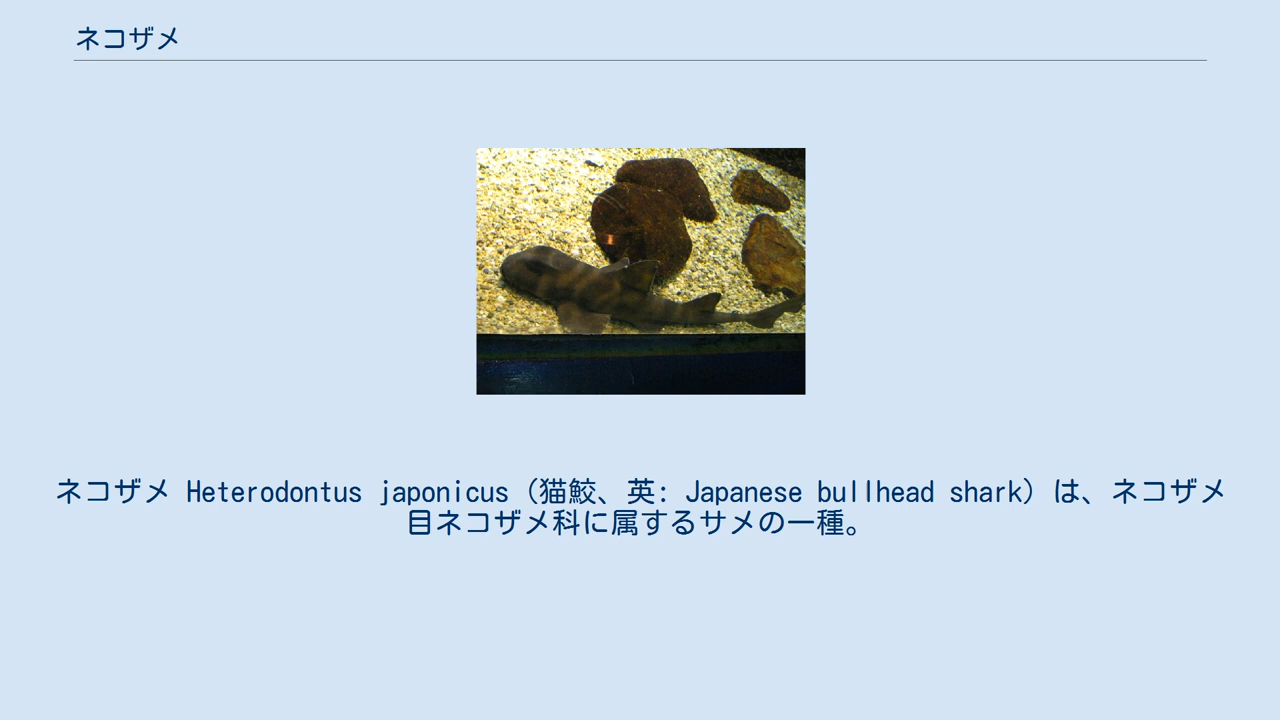 ネコザメ
ネコザメ Heterodontus japonicus（猫鮫、英: Japanese bullhead shark）は、ネコザメ
目ネコザメ科に属するサメの一種。